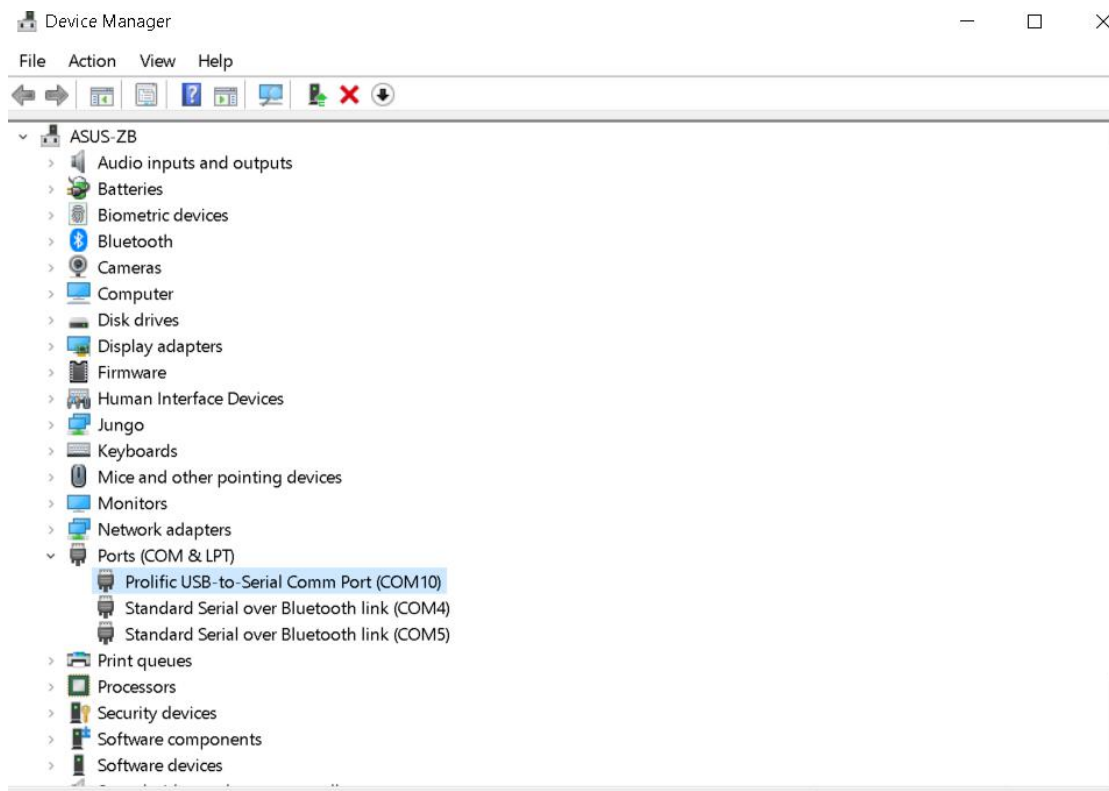 Device Manager
File Action View Help
ASUS-ZB
Audio inputs and outputs
Batteries
Biometric devices
Bluetooth
Cameras
Computer
Disk drives
Display adapters
Firmware
Human Interface Devices
Jungo
Keyboards
Mice and other pointing devices
Monitors
Network adapters
Ports (COM & LPT)
Prolific USB-to-Serial Comm Port (COM10)
Standard Serial over Bluetooth link (COM4)
Standard Serial over Bluetooth link (COM5)
Print queues
Processors
Security devices
Software components
Software devices